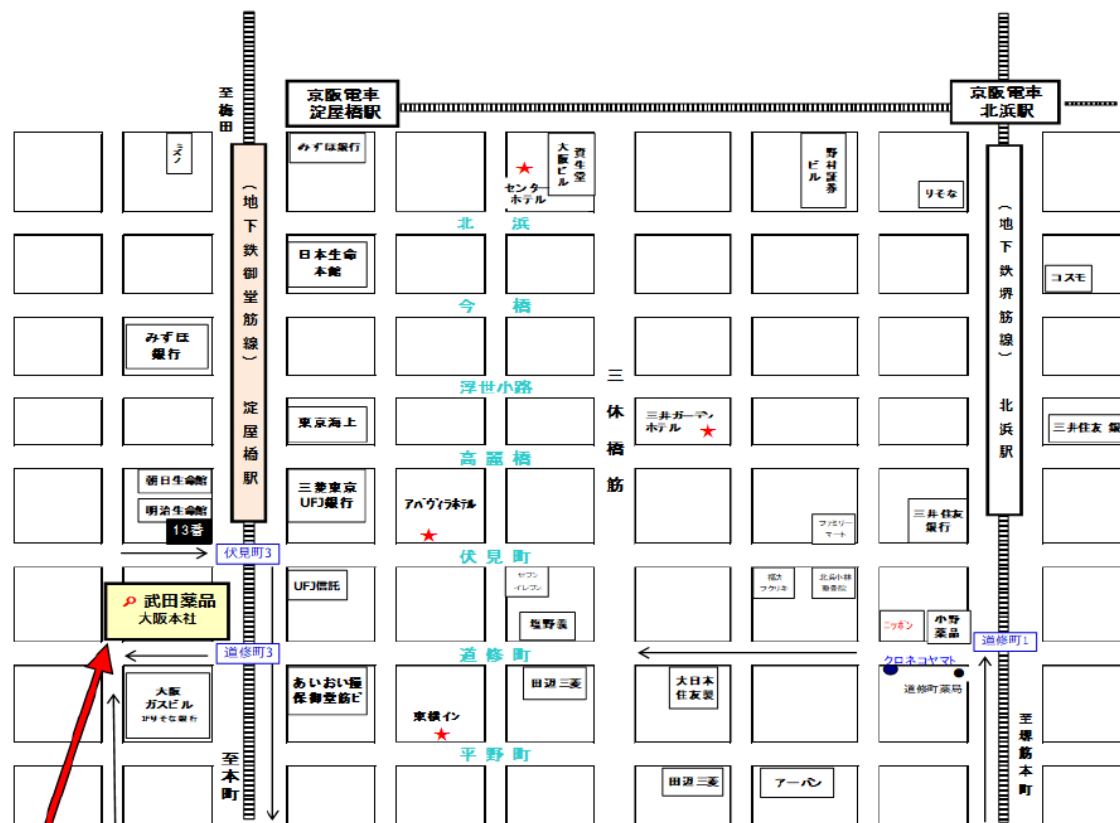 至梅田
京阪電車
淀屋橋駅
京阪電車
北浜駅
ミズノ
みずほ銀行
センター
ホテル
大阪ビル
資生堂
野村証券
ビル
りそな
北 浜
(地下鉄御堂筋線) 淀屋橋駅
(地下鉄堺筋線) 北浜駅
日本生命
本館
コスモ
今 橋
みずほ
銀行
浮世小路
三休橋筋
東京海上
三井ガーデン
ホテル
三井住友 銀
高麗橋
朝日生命館
明治生命館
13番
三菱東京
UFJ銀行
アパヴィラホテル
ファミリー
マート
三井住友
銀行
伏見町3
伏見町
武田薬品
大阪本社
UFJ信託
セブン
イレブン
塩野義
フクリキ
ニッポン
小野
薬品
道修町1
道修町3
道修町
クロネコヤマト
道修町薬局
大阪
ガスビル
1Fりそな銀行
あいおい損
保御堂筋ビ
東横イン
田辺三菱
大日本
住友製
至本町
平野町
至堺筋本町
田辺三菱
アーバン